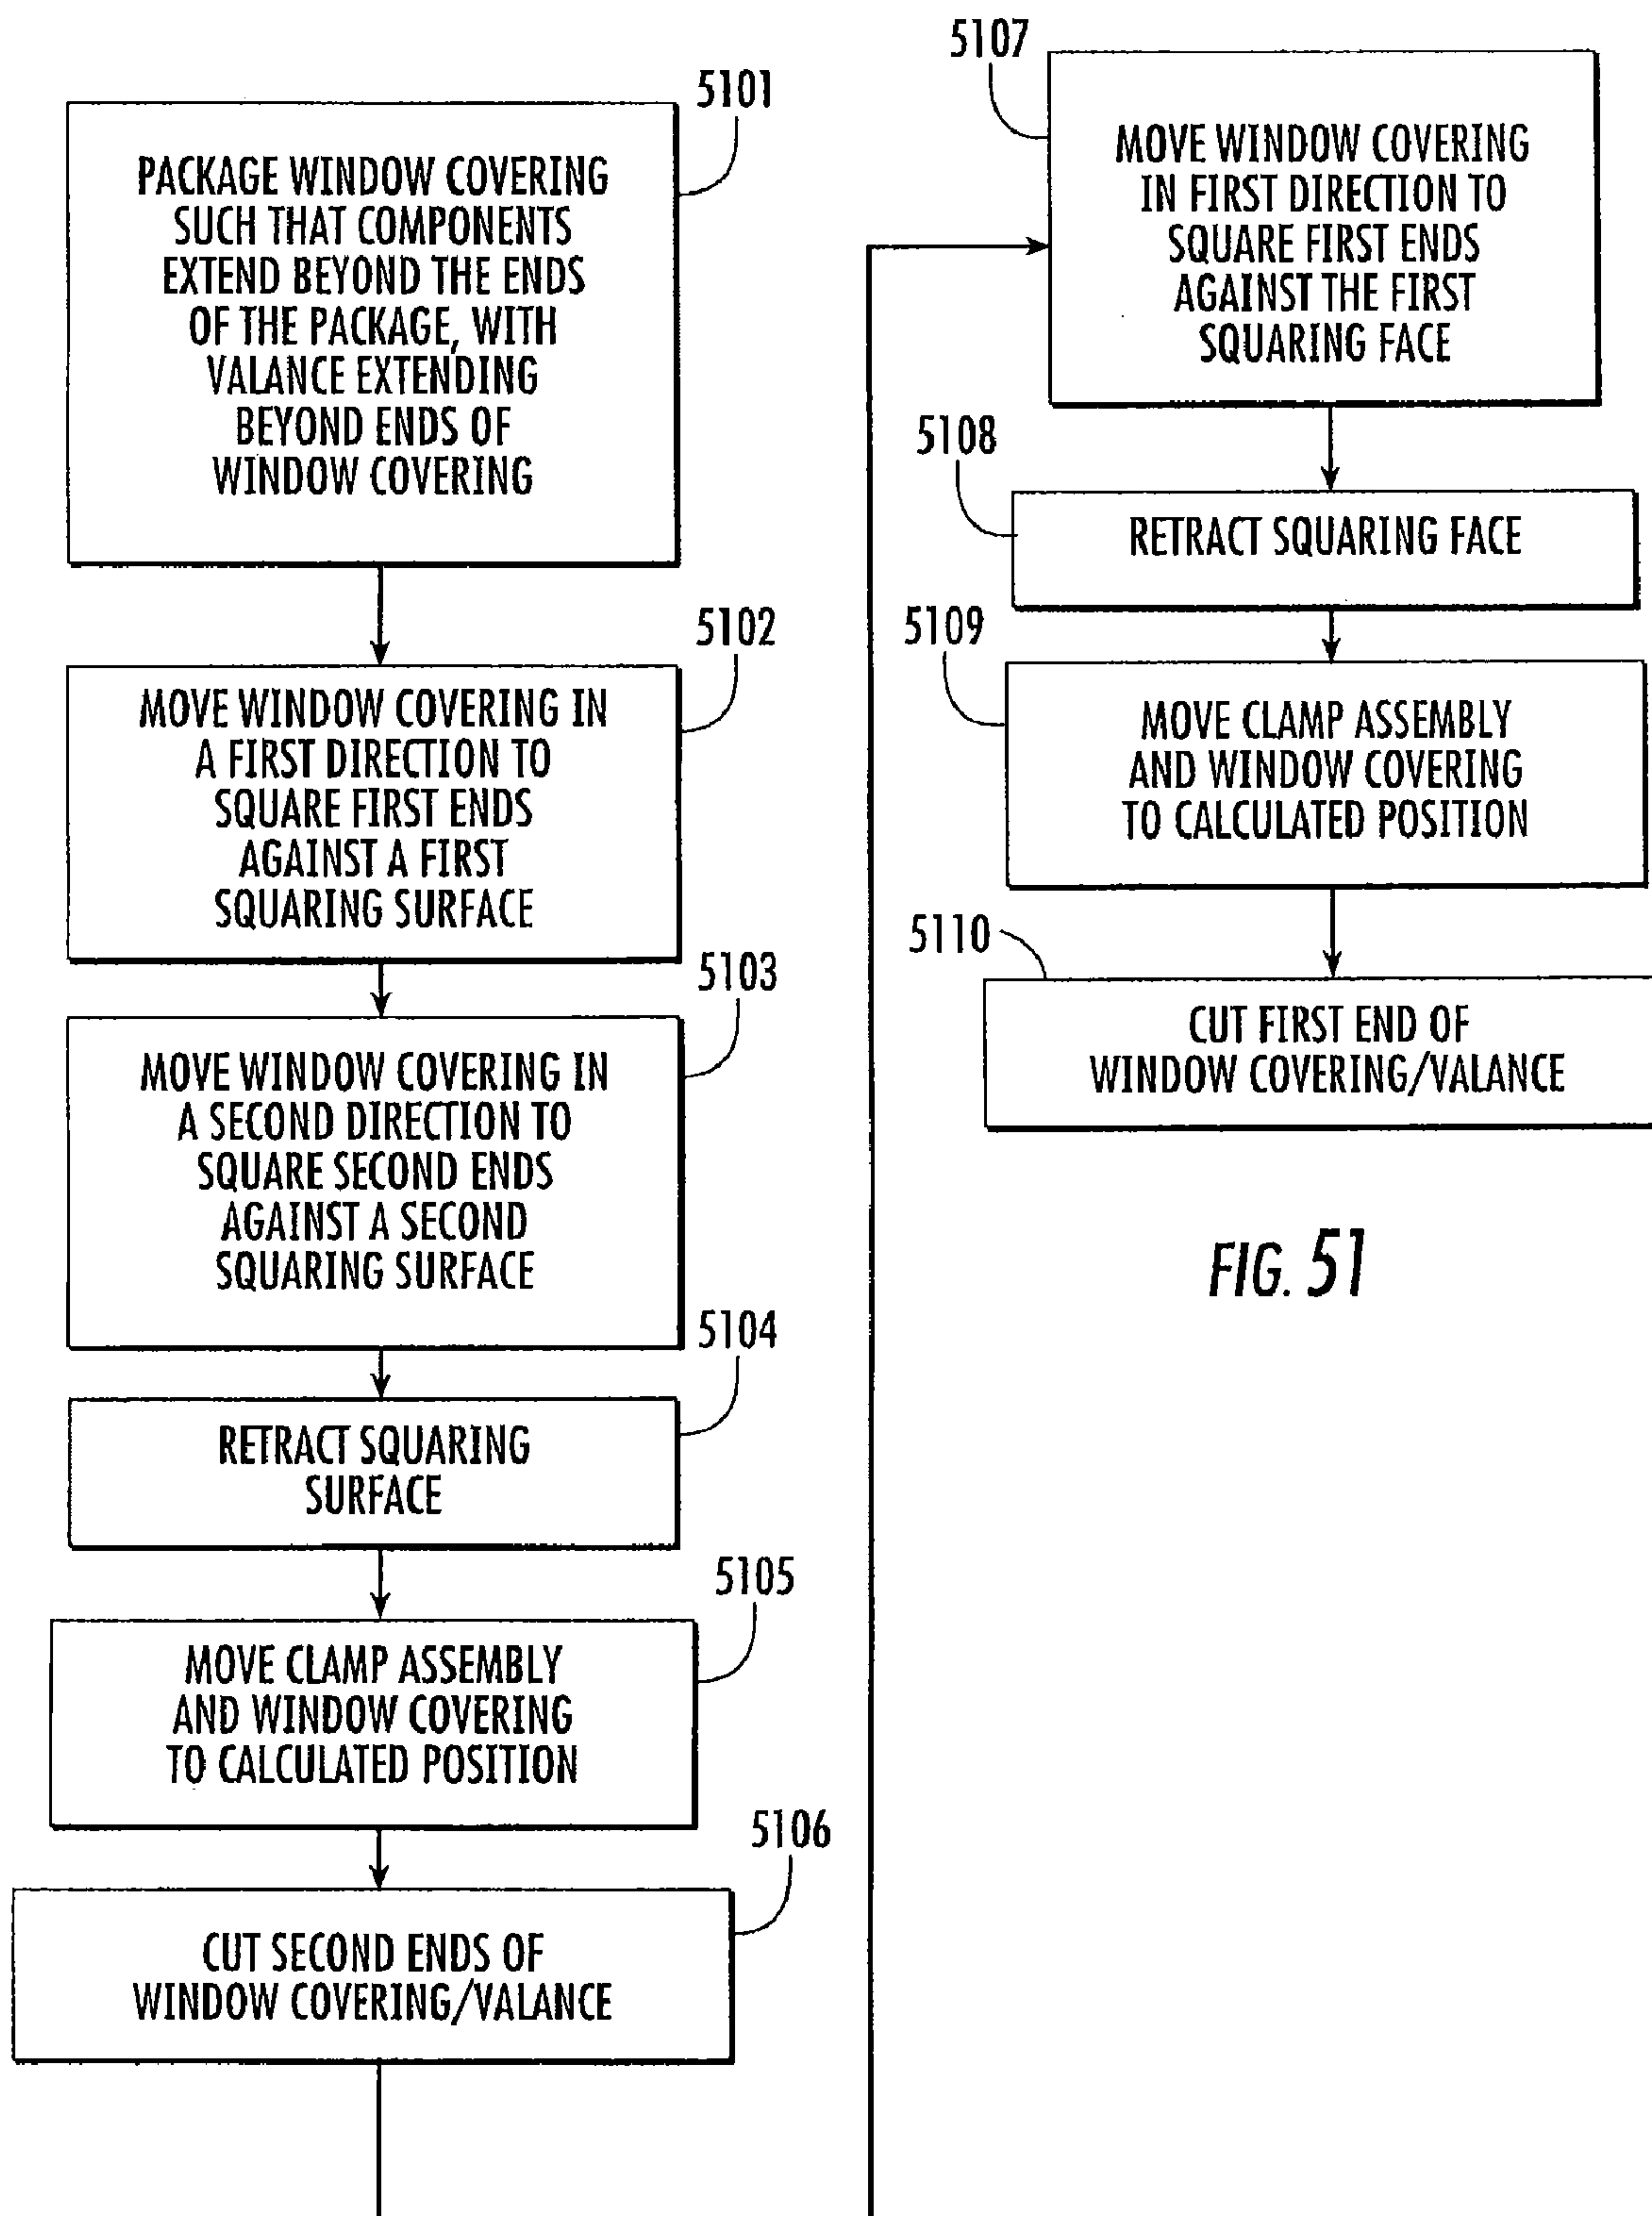 5101
PACKAGE WINDOW COVERING
SUCH THAT COMPONENTS
EXTEND BEYOND THE ENDS
OF THE PACKAGE, WITH
VALANCE EXTENDING
BEYOND ENDS OF
WINDOW COVERING
5102
MOVE WINDOW COVERING IN
A FIRST DIRECTION TO
SQUARE FIRST ENDS
AGAINST A FIRST
SQUARING SURFACE
5103
MOVE WINDOW COVERING IN
A SECOND DIRECTION TO
SQUARE SECOND ENDS
AGAINST A SECOND
SQUARING SURFACE
5104
RETRACT SQUARING
SURFACE
5105
MOVE CLAMP ASSEMBLY
AND WINDOW COVERING
TO CALCULATED POSITION
5106
CUT SECOND ENDS OF
WINDOW COVERING/VALANCE
5107
MOVE WINDOW COVERING
IN FIRST DIRECTION TO
SQUARE FIRST ENDS
AGAINST THE FIRST
SQUARING FACE
5108
RETRACT SQUARING FACE
5109
MOVE CLAMP ASSEMBLY
AND WINDOW COVERING
TO CALCULATED POSITION
5110
CUT FIRST END OF
WINDOW COVERING/VALANCE
FIG. 51